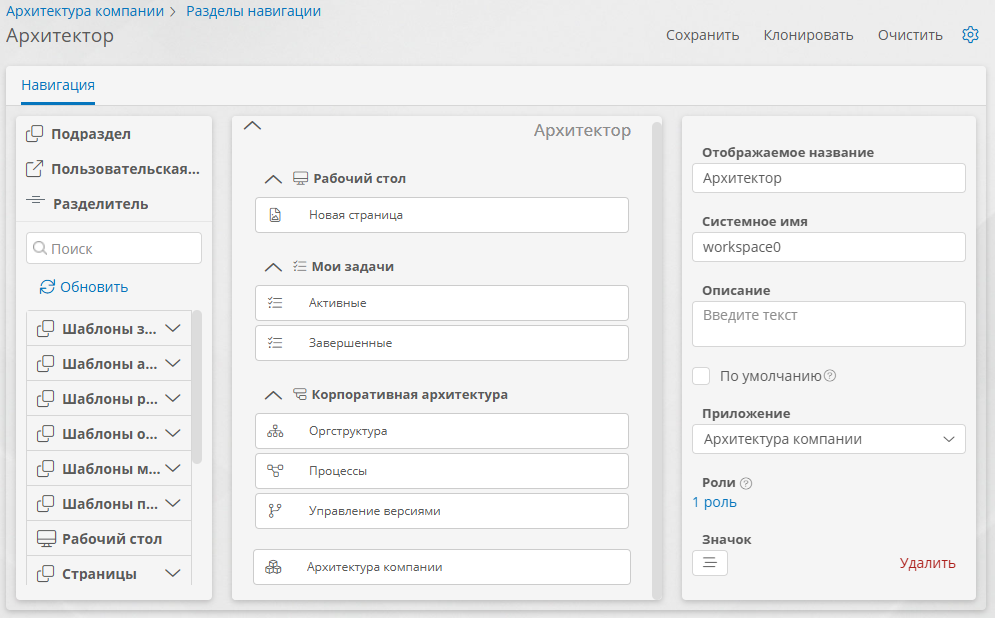 Архитектура компании > Разделы навигации
Архитектор
Сохранить Клонировать Очистить
Навигация
Подраздел
Пользовательская...
Разделитель
Поиск
Обновить
Шаблоны з...
Шаблоны а...
Шаблоны р...
Шаблоны о...
Шаблоны м...
Шаблоны п...
Рабочий стол
Страницы
Архитектор
Рабочий стол
Новая страница
Мои задачи
Активные
Завершенные
Корпоративная архитектура
Оргструктура
Процессы
Управление версиями
Архитектура компании
Отображаемое название
Архитектор
Системное имя
workspace0
Описание
Введите текст
По умолчанию
Приложение
Архитектура компании
Роли
1 роль
Значок
Удалить